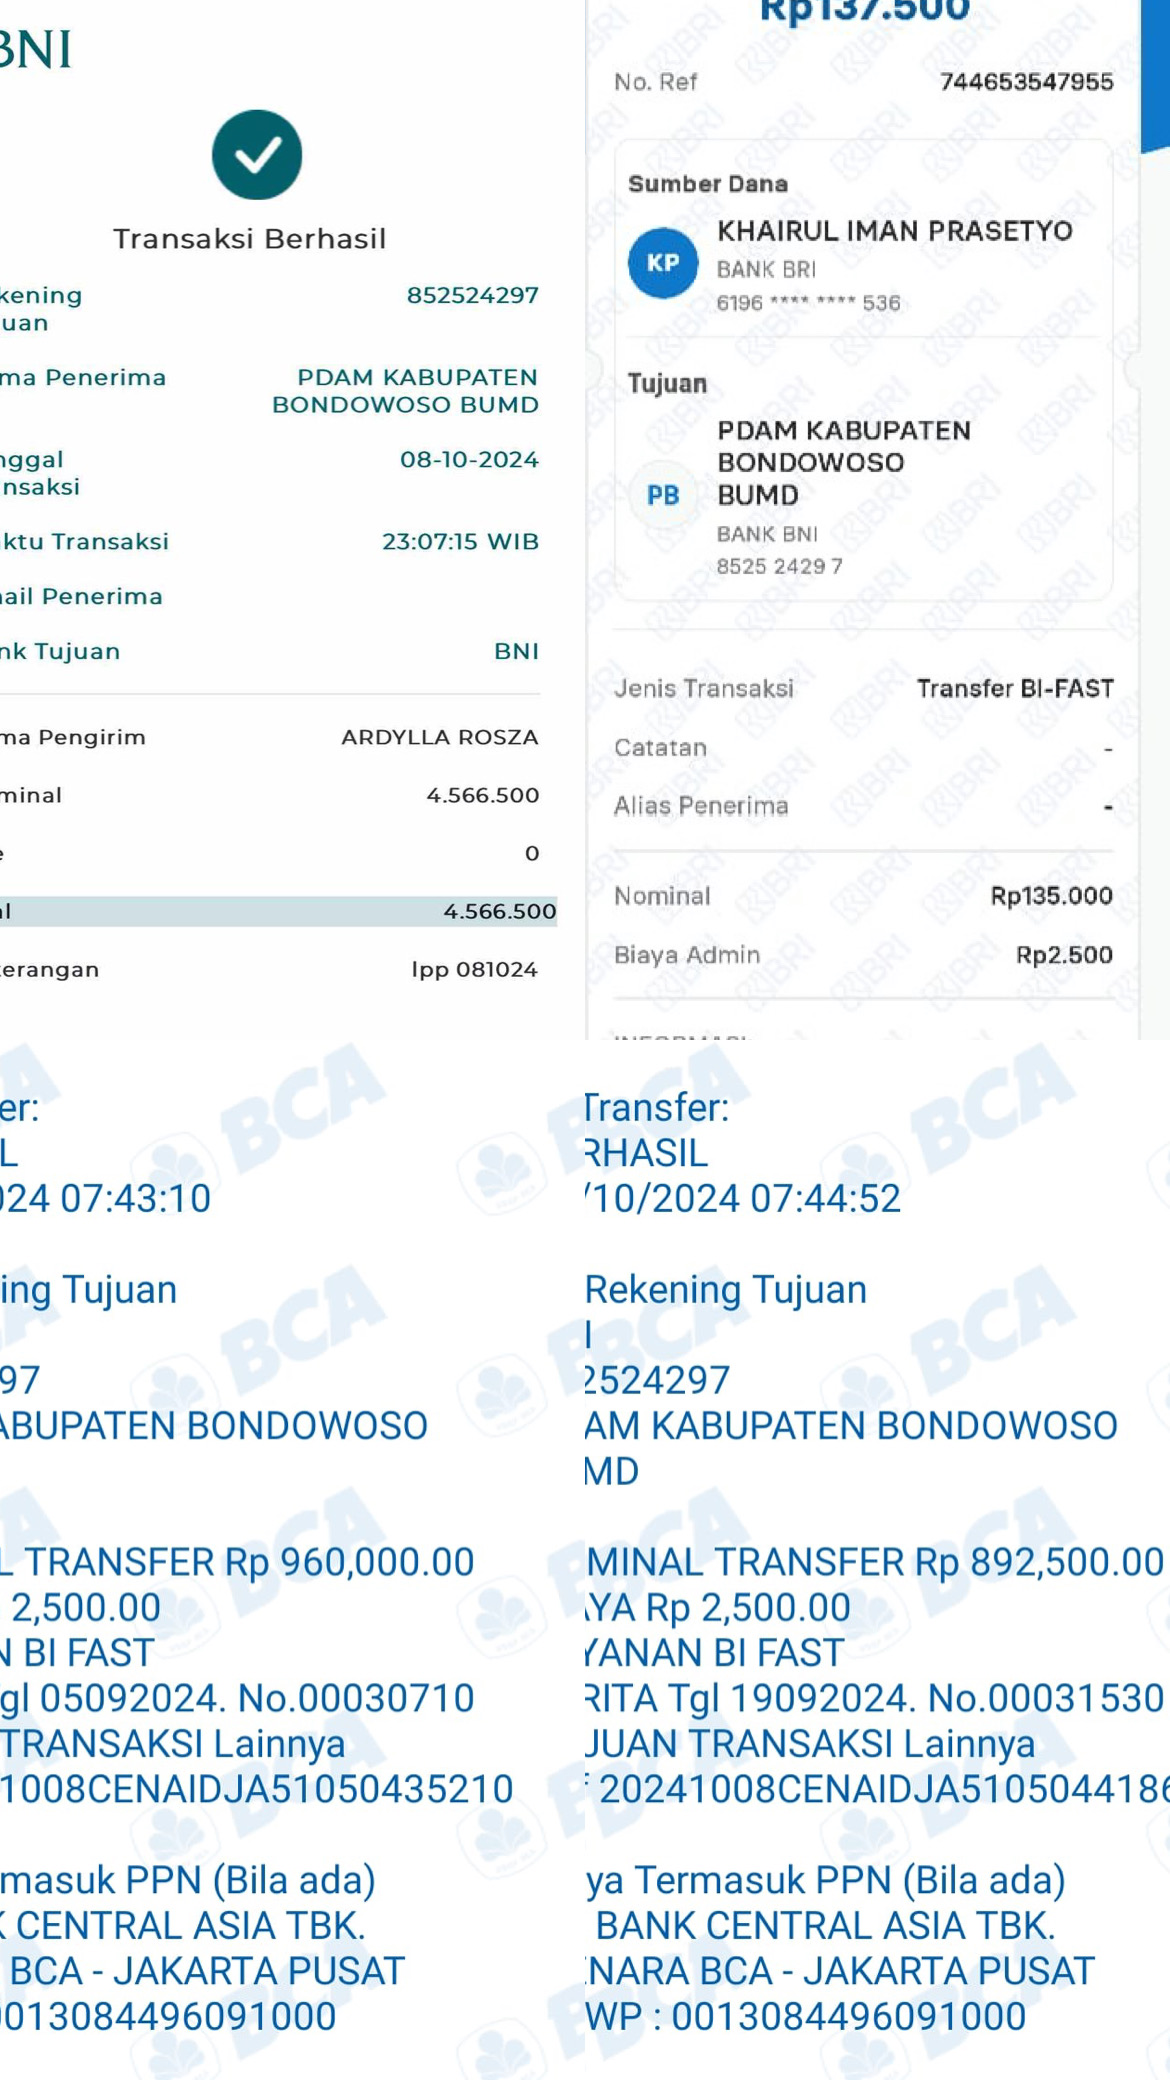 BNI
Transaksi Berhasil
kening
uan
852524297
ma Penerima
PDAM KABUPATEN
BONDOWOSO BUMD
nggal
nsaksi
08-10-2024
ktu Transaksi
23:07:15 WIB
ail Penerima
nk Tujuan
BNI
ma Pengirim
ARDYLLA ROSZA
minal
4.566.500
e
0
al
4.566.500
terangan
lpp 081024
Rp137.500
No. Ref
744653547955
Sumber Dana
KP
KHAIRUL IMAN PRASETYO
BANK BRI
6196 **** **** 536
Tujuan
PB
PDAM KABUPATEN
BONDOWOSO
BUMD
BANK BNI
8525 2429 7
Jenis Transaksi
Transfer BI-FAST
Catatan
-
Alias Penerima
-
Nominal
Rp135.000
Biaya Admin
Rp2.500
INFORMASI
er:
L
024 07:43:10
ing Tujuan
97
ABUPATEN BONDOWOSO
L TRANSFER Rp 960,000.00
2,500.00
N BI FAST
gl 05092024. No.00030710
TRANSAKSI Lainnya
1008CENAIDJA51050435210
masuk PPN (Bila ada)
K CENTRAL ASIA TBK.
BCA - JAKARTA PUSAT
0013084496091000
Transfer:
RHASIL
/10/2024 07:44:52
Rekening Tujuan
I
2524297
AM KABUPATEN BONDOWOSO
MD
MINAL TRANSFER Rp 892,500.00
AYA Rp 2,500.00
YANAN BI FAST
RITA Tgl 19092024. No.00031530
JUAN TRANSAKSI Lainnya
f 20241008CENAIDJA5105044186
ya Termasuk PPN (Bila ada)
BANK CENTRAL ASIA TBK.
NARA BCA - JAKARTA PUSAT
WP : 0013084496091000